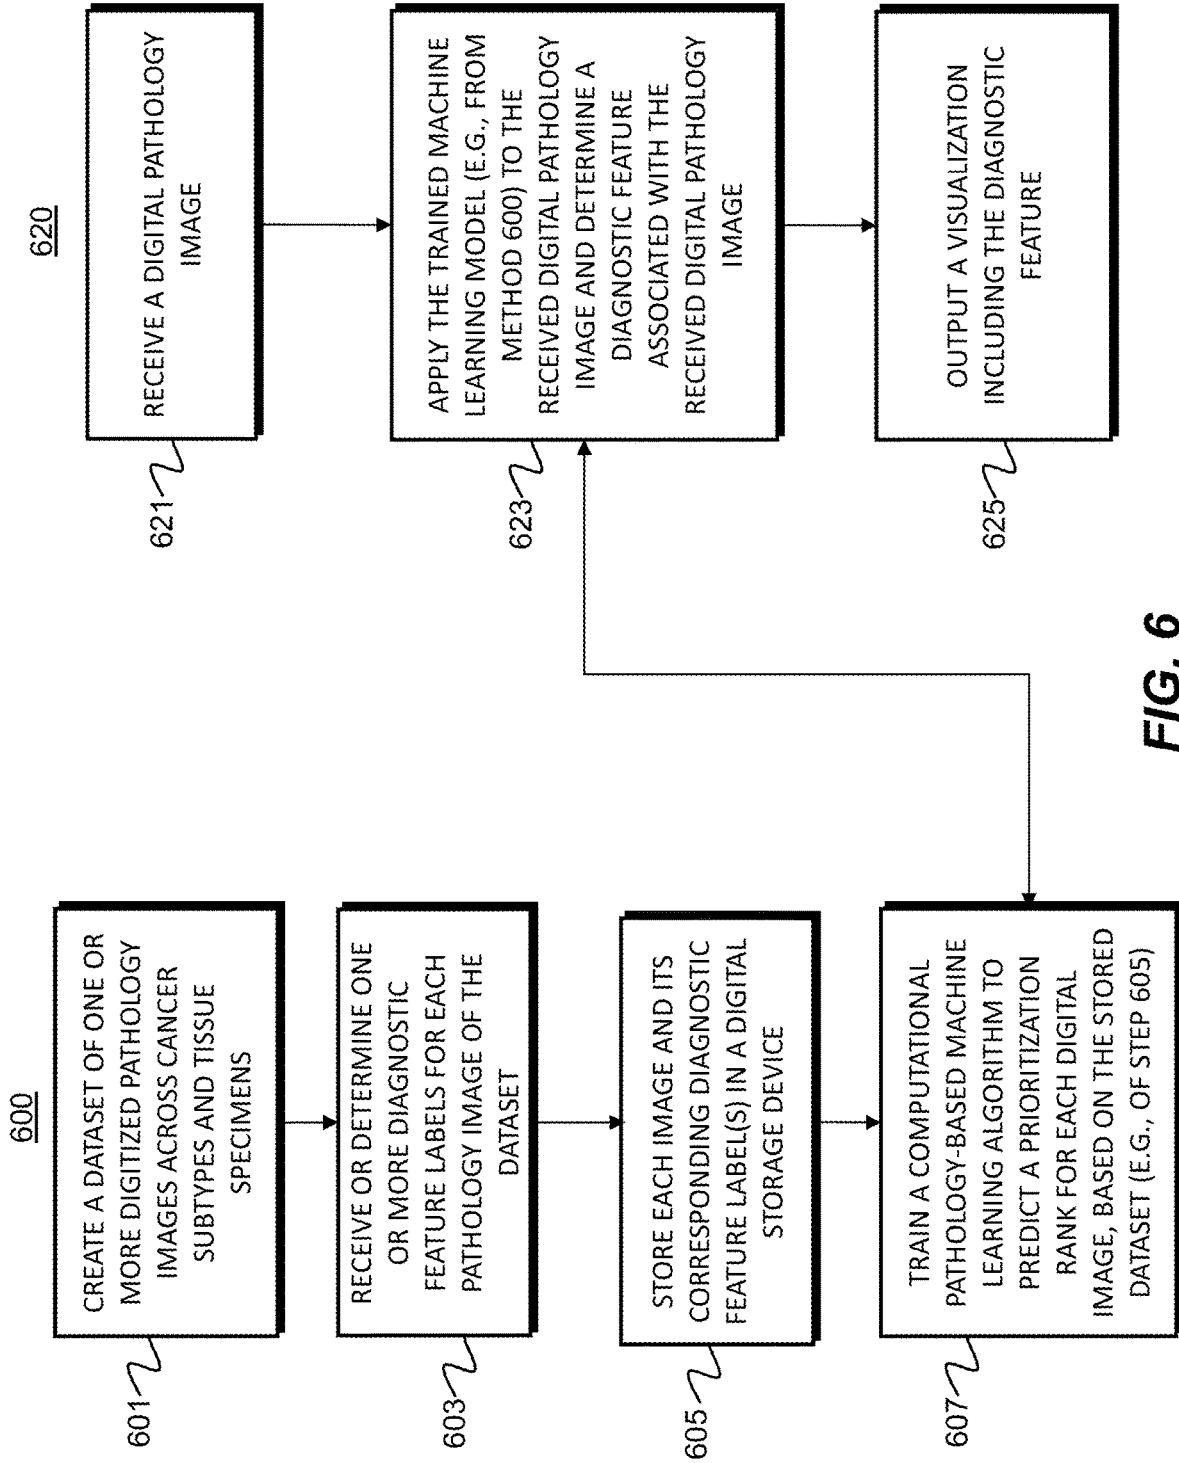 600
601
CREATE A DATASET OF ONE OR
MORE DIGITIZED PATHOLOGY
IMAGES ACROSS CANCER
SUBTYPES AND TISSUE
SPECIMENS
603
RECEIVE OR DETERMINE ONE
OR MORE DIAGNOSTIC
FEATURE LABELS FOR EACH
PATHOLOGY IMAGE OF THE
DATASET
605
STORE EACH IMAGE AND ITS
CORRESPONDING DIAGNOSTIC
FEATURE LABEL(S) IN A DIGITAL
STORAGE DEVICE
607
TRAIN A COMPUTATIONAL
PATHOLOGY-BASED MACHINE
LEARNING ALGORITHM TO
PREDICT A PRIORITIZATION
RANK FOR EACH DIGITAL
IMAGE, BASED ON THE STORED
DATASET (E.G., OF STEP 605)
620
621
RECEIVE A DIGITAL PATHOLOGY
IMAGE
623
APPLY THE TRAINED MACHINE
LEARNING MODEL (E.G., FROM
METHOD 600) TO THE
RECEIVED DIGITAL PATHOLOGY
IMAGE AND DETERMINE A
DIAGNOSTIC FEATURE
ASSOCIATED WITH THE
RECEIVED DIGITAL PATHOLOGY
IMAGE
625
OUTPUT A VISUALIZATION
INCLUDING THE DIAGNOSTIC
FEATURE
FIG. 6